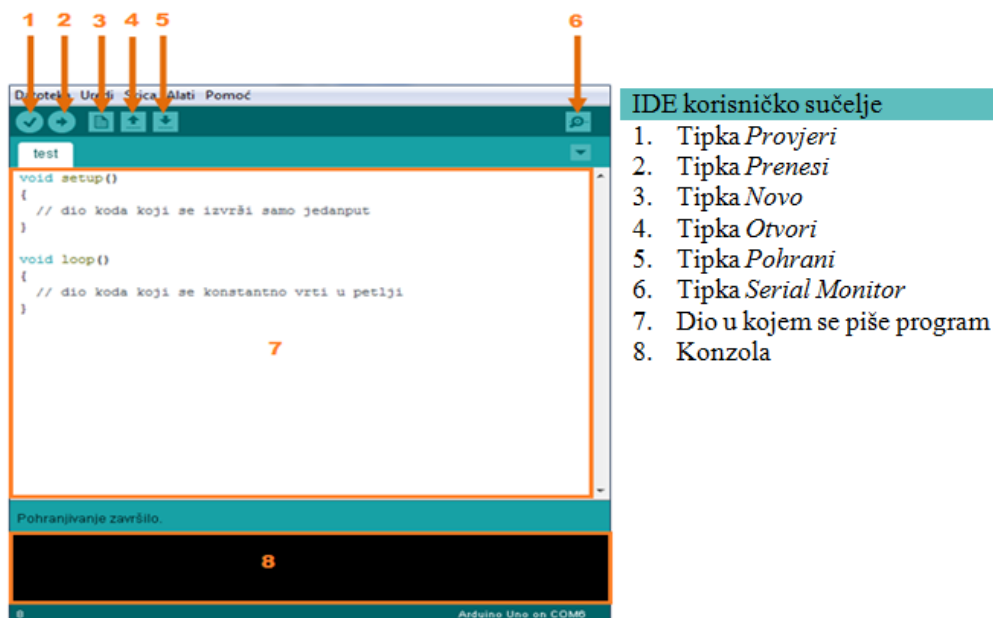 1 2 3 4 5 6
Datoteka Uredi Skica Alati Pomoć
test
void setup()
{
// dio koda koji se izvrši samo jedanput
}
void loop()
{
// dio koda koji se konstantno vrti u petlji
}
7
Pohranjivanje završilo.
8
8
Arduino Uno on COM6
IDE korisničko sučelje
1. Tipka Provjeri
2. Tipka Prenesi
3. Tipka Novo
4. Tipka Otvori
5. Tipka Pohrani
6. Tipka Serial Monitor
7. Dio u kojem se piše program
8. Konzola